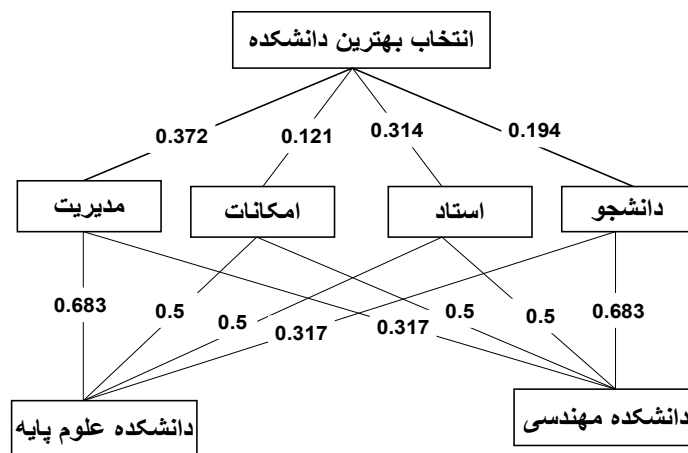 انتخاب بهترین دانشکده
0.372
0.121
0.314
0.194
دانشجو
استاد
امکانات
مدیریت
0.683
0.5
0.5
0.317
0.317
0.5
0.5
0.683
دانشکده مهندسی
دانشکده علوم پایه